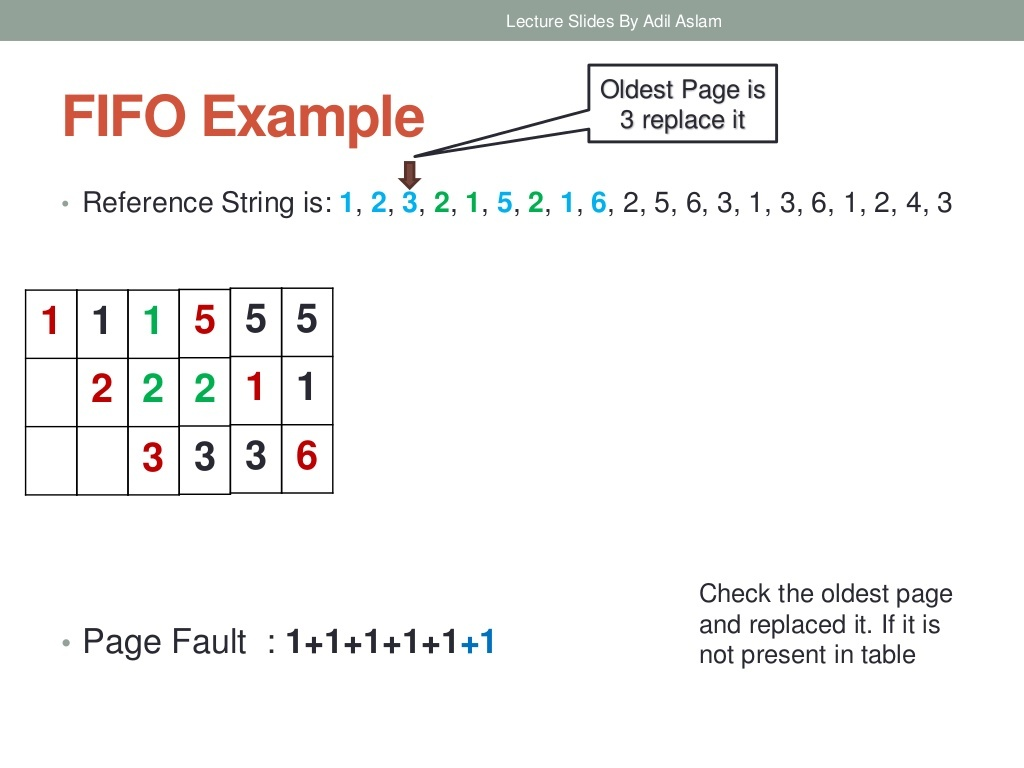 Lecture Slides By Adil Aslam
Oldest Page is
3 replace it
FIFO Example
• Reference String is: 1, 2, 3, 2, 1, 5, 2, 1, 6, 2, 5, 6, 3, 1, 3, 6, 1, 2, 4, 3
1 1 1 5 5 5
2 2 2 1 1
3 3 3 6
Check the oldest page
and replaced it. If it is
not present in table
• Page Fault : 1+1+1+1+1+1